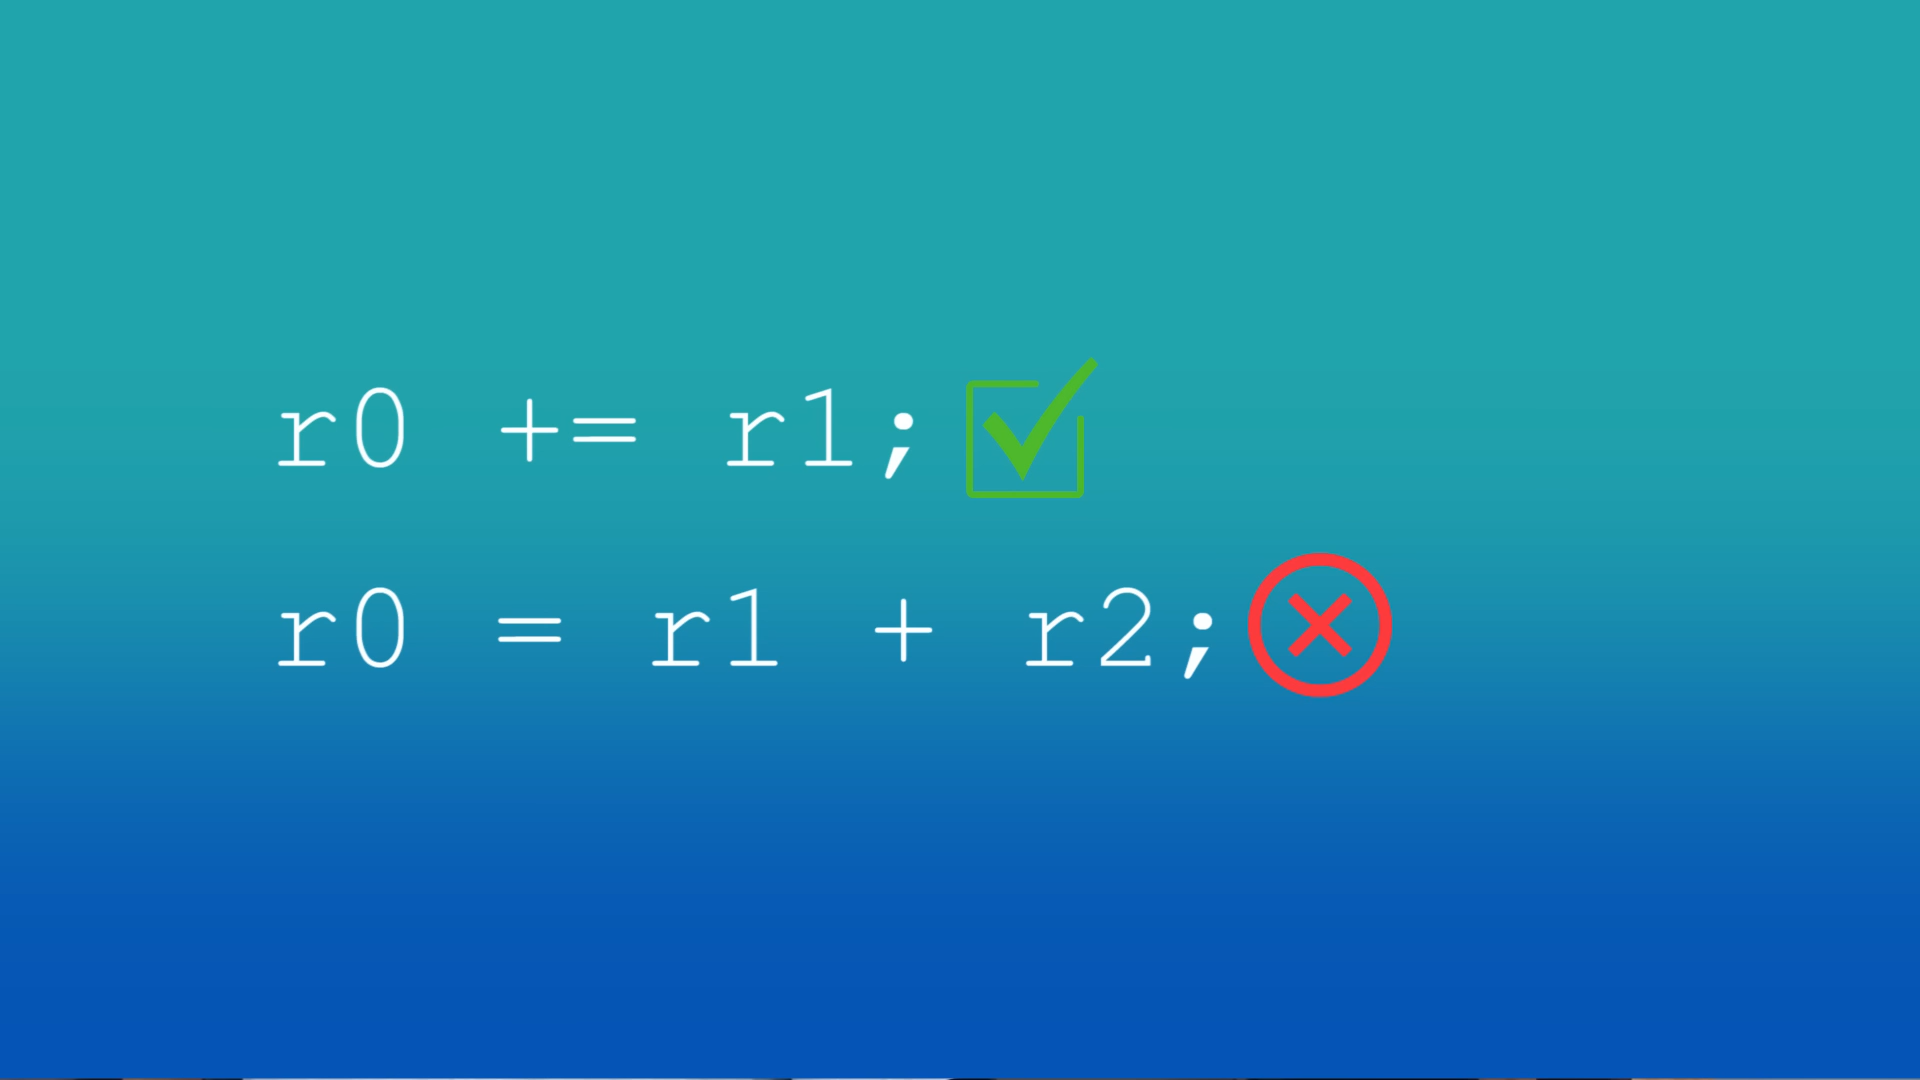 r0 += r1;
r0 = r1 + r2;